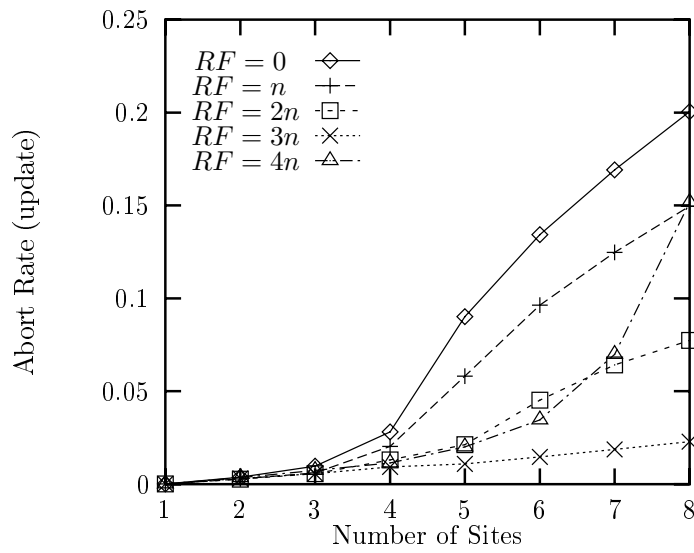 0.25
0.2
0.15
0.1
0.05
0
Abort Rate (update)
RF = 0
RF = n
RF = 2n
RF = 3n
RF = 4n
1 2 3 4 5 6 7 8
Number of Sites